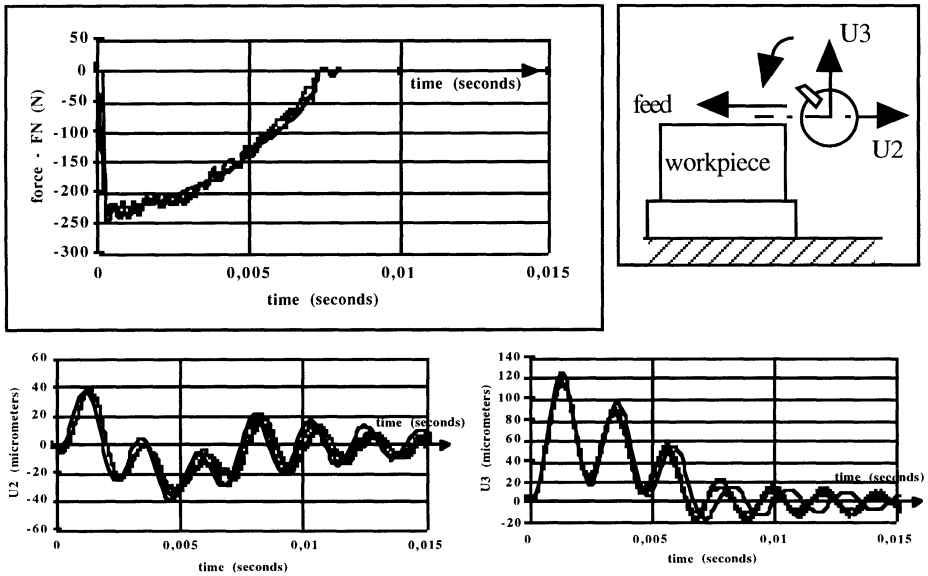 50
0
-50
-100
-150
-200
-250
-300
force - FN (N)
time (seconds)
0
0,005
0,01
0,015
time (seconds)
U3
feed
U2
workpiece
60
40
20
0
-20
-40
-60
U2 (micrometers)
time (seconds)
0
0,005
0,01
0,015
time (seconds)
140
120
100
80
60
40
20
0
-20
U3 (micrometers)
time (seconds)
0
0,005
0,01
0,015
time (seconds)